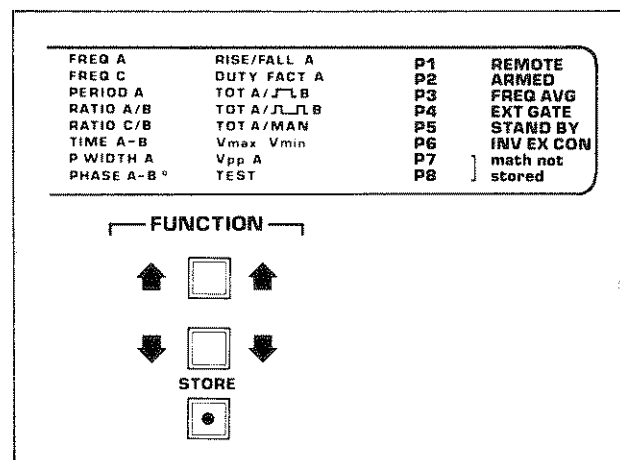 FREQ A RISE/FALL A P1 REMOTE
FREQ C DUTY FACT A P2 ARMED
PERIOD A TOT A/ B P3 FREQ AVG
RATIO A/B TOT A/ B P4 EXT GATE
RATIO C/B TOT A/MAN P5 STAND BY
TIME A-B Vmax Vmin P6 INV EX CON
P WIDTH A Vpp A P7 math not
PHASE A-B ° TEST P8 stored
FUNCTION
STORE